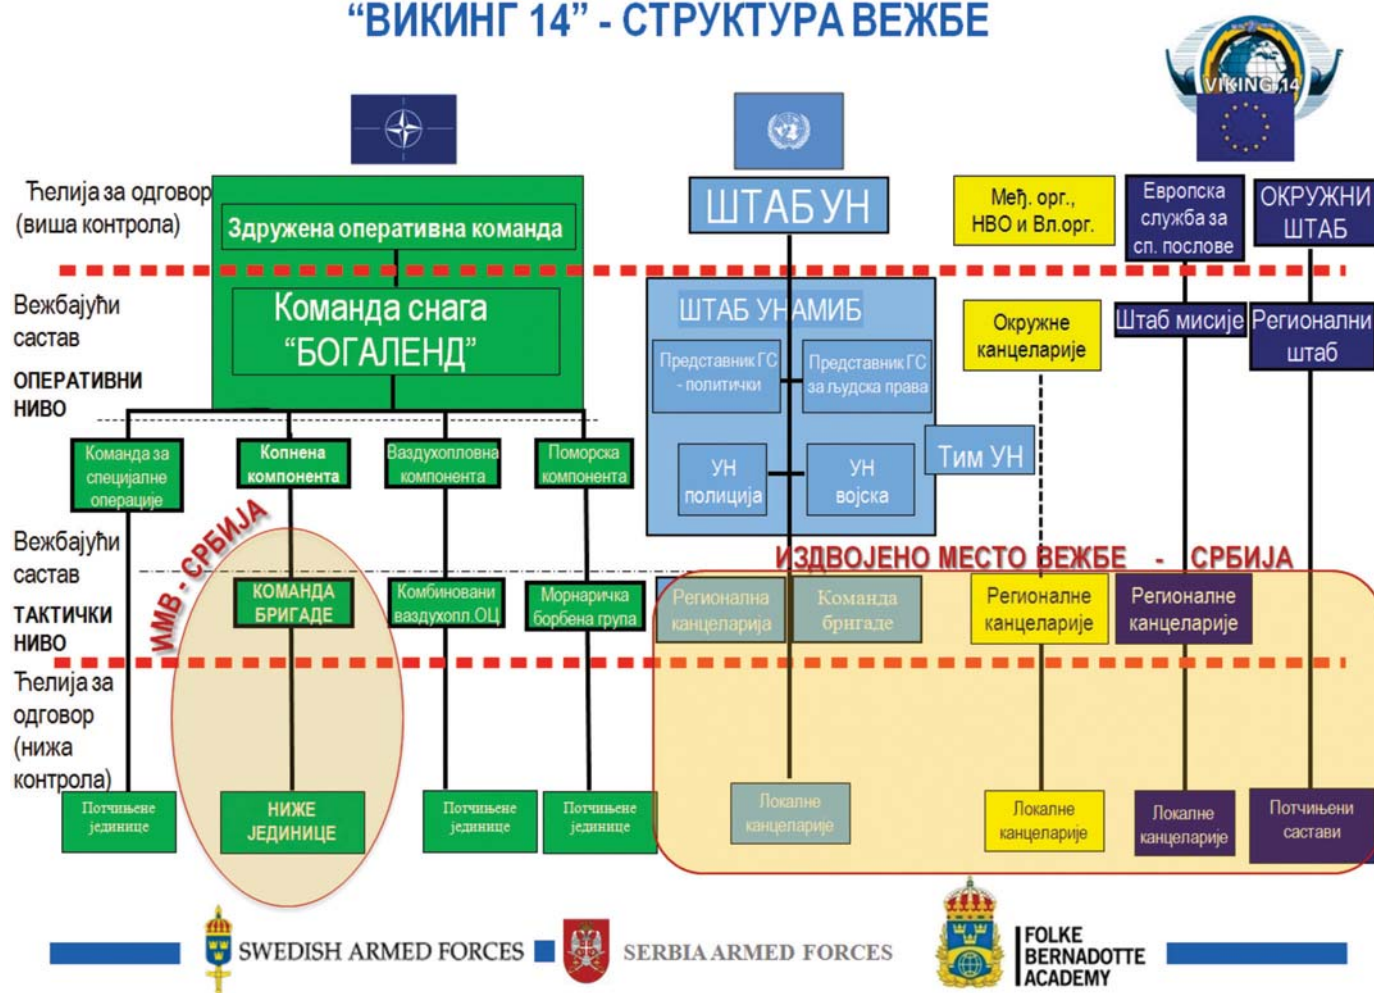 “ВИКИНГ 14” - СТРУКТУРА ВЕЖБЕ
VIKING 14
Ћелија за одговор
(виша контрола)
Здружена оперативна команда
ШТАБ УН
Међ. орг.,
НВО и Вл.орг.
Европска
служба за
сп. послове
ОКРУЖНИ
ШТАБ
Вежбајући
састав
ОПЕРАТИВНИ
НИВО
Команда снага
“БОГАЛЕНД”
ШТАБ УНАМИБ
Представник ГС
- политички
Представник ГС
за људска права
УН
полиција
УН
војска
Тим УН
Окружне
канцеларије
Штаб мисије
Регионални
штаб
Команда за
специјалне
операције
Копнена
компонента
Ваздухопловна
компонента
Поморска
компонента
Вежбајући
састав
ТАКТИЧКИ
НИВО
ИМВ - СРБИЈА
ИЗДВОЈЕНО МЕСТО ВЕЖБЕ - СРБИЈА
КОМАНДА
БРИГАДЕ
Комбиновани
ваздухопл.ОЦ
Морнаричка
борбена група
Регионална
канцеларија
Команда
бригаде
Регионалне
канцеларије
Регионалне
канцеларије
Ћелија за
одговор
(нижа
контрола)
Потчињене
јединице
НИЖЕ
ЈЕДИНИЦЕ
Потчињене
јединице
Потчињене
јединице
Локалне
канцеларије
Локалне
канцеларије
Локалне
канцеларије
Потчињени
састави
SWEDISH ARMED FORCES
SERBIA ARMED FORCES
FOLKE
BERNADOTTE
ACADEMY